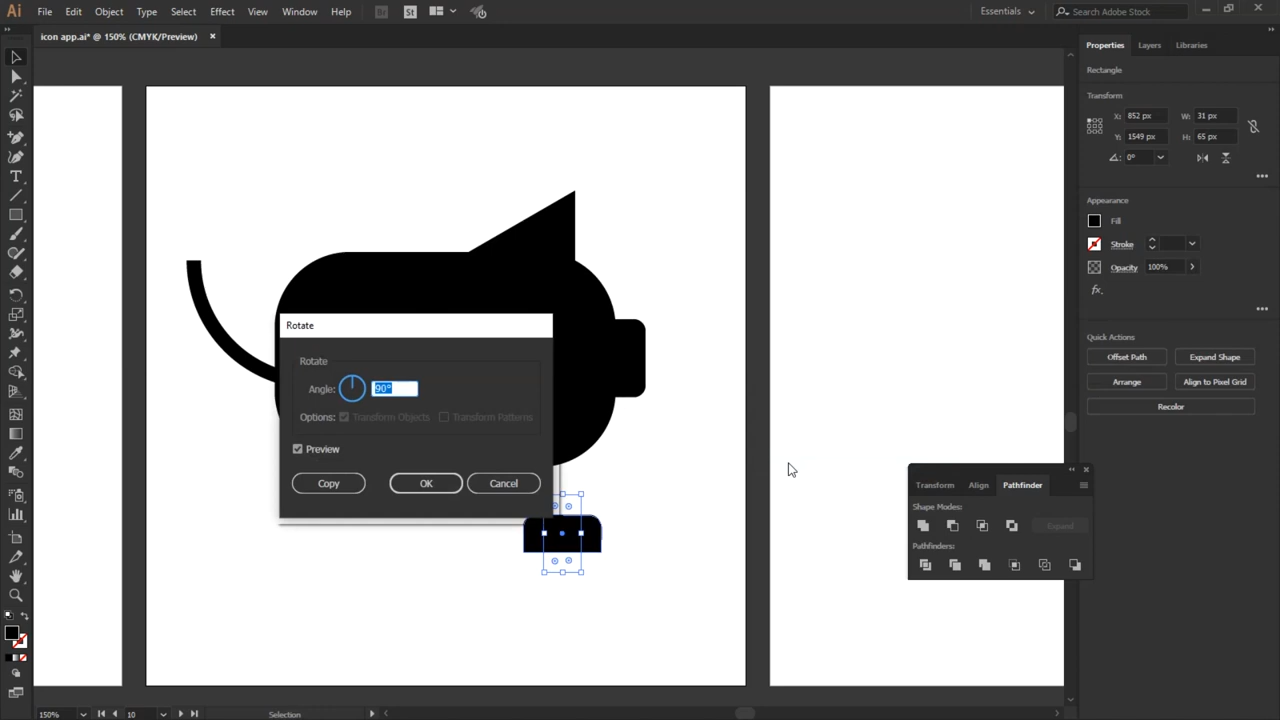 Ai File Edit Object Type Select Effect View Window Help Br St Essentials Search Adobe Stock
icon app.ai* @ 150% (CMYK/Preview)
Properties Layers Libraries
Rectangle
Transform
X: 852 px W: 31 px
Y: 1549 px H: 65 px
0°
Appearance
Fill
Stroke
Opacity 100%
fx.
Quick Actions
Offset Path Expand Shape
Arrange Align to Pixel Grid
Recolor
Rotate
Rotate
Angle: 90°
Options: Transform Objects Transform Patterns
Preview
Copy OK Cancel
Transform Align Pathfinder
Shape Modes:
Expand
Pathfinders:
150% 10 Selection